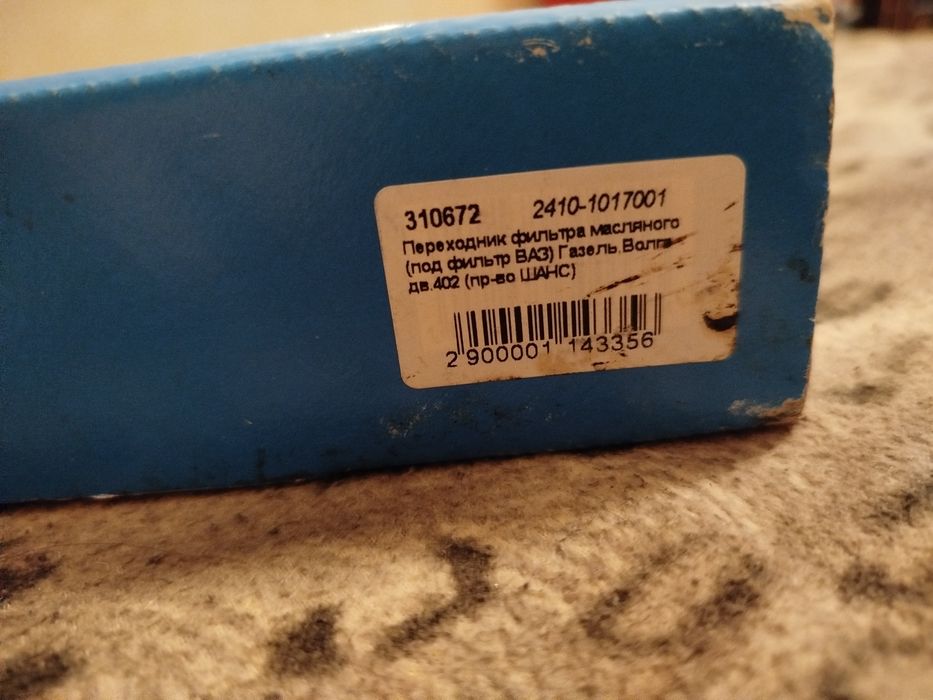 310672 2410-1017001
Переходник фильтра масляного
(под фильтр ВАЗ) Газель.Волга
дв.402 (пр-во ШАНС)
2 900001 143356